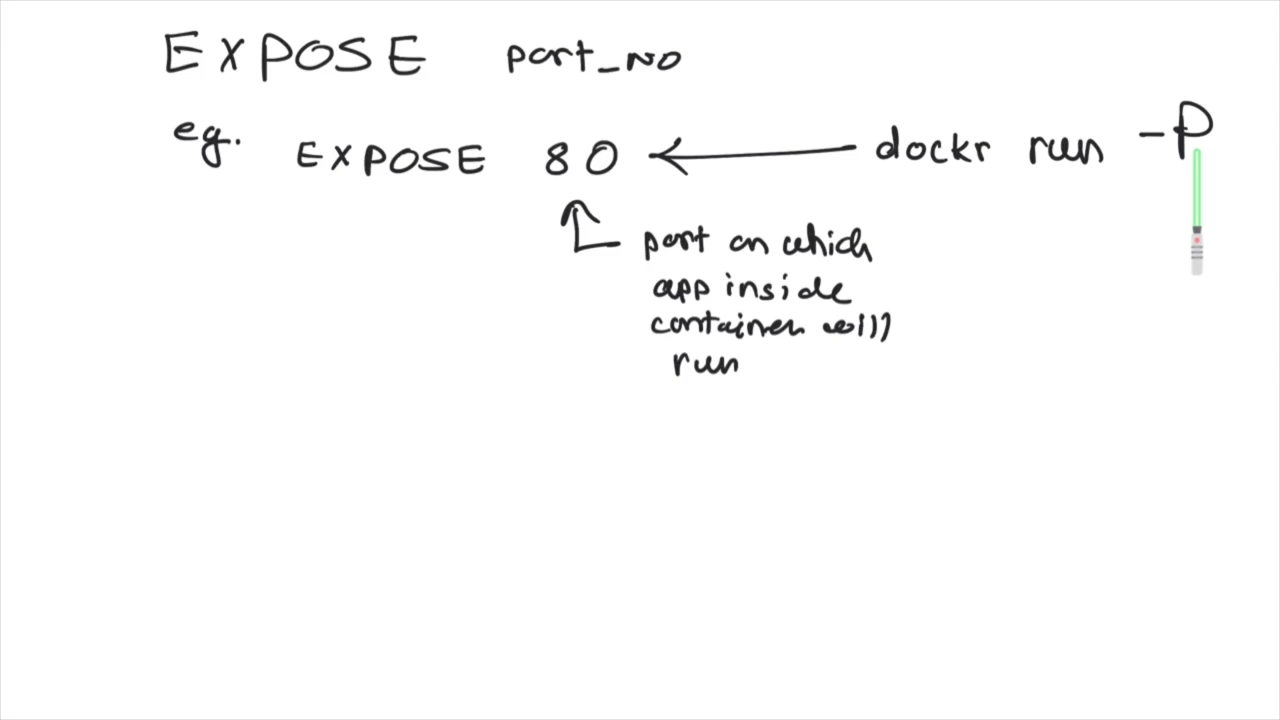 EXPOSE port_NO
eg. EXPOSE 80 dockr run -P
port on which
app inside
container will
run